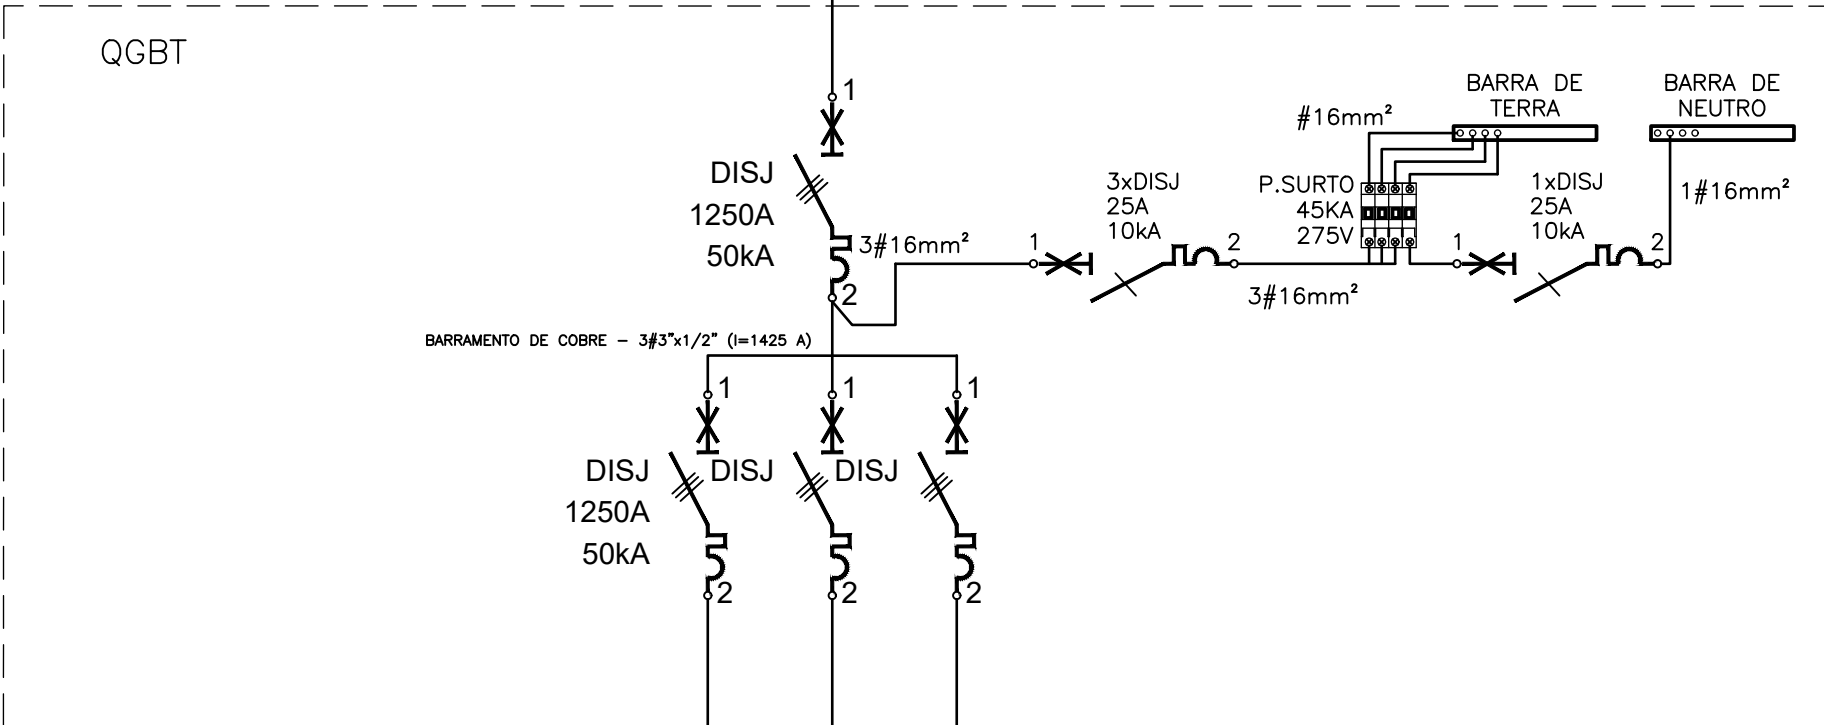 QGBT
1
DISJ
1250A
50kA
2
3#16mm²
1
3xDISJ
25A
10kA
2
3#16mm²
#16mm²
P.SURTO
45KA
275V
BARRA DE
TERRA
1
1xDISJ
25A
10kA
2
BARRA DE
NEUTRO
1#16mm²
BARRAMENTO DE COBRE - 3#3"x1/2" (I=1425 A)
1
1
1
DISJ
1250A
50kA
DISJ
DISJ
2
2
2